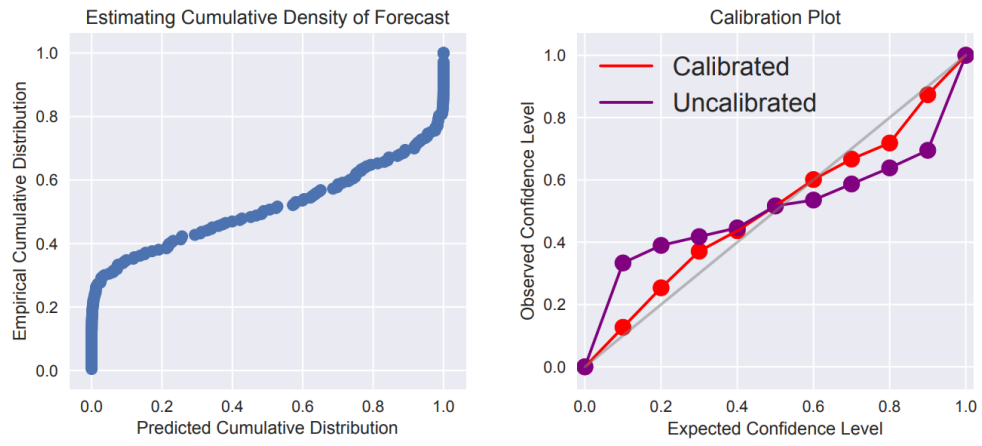 Estimating Cumulative Density of Forecast
Empirical Cumulative Distribution
1.0
0.8
0.6
0.4
0.2
0.0
0.0 0.2 0.4 0.6 0.8 1.0
Predicted Cumulative Distribution
Calibration Plot
Observed Confidence Level
1.0
0.8
0.6
0.4
0.2
0.0
Calibrated
Uncalibrated
0.0 0.2 0.4 0.6 0.8 1.0
Expected Confidence Level